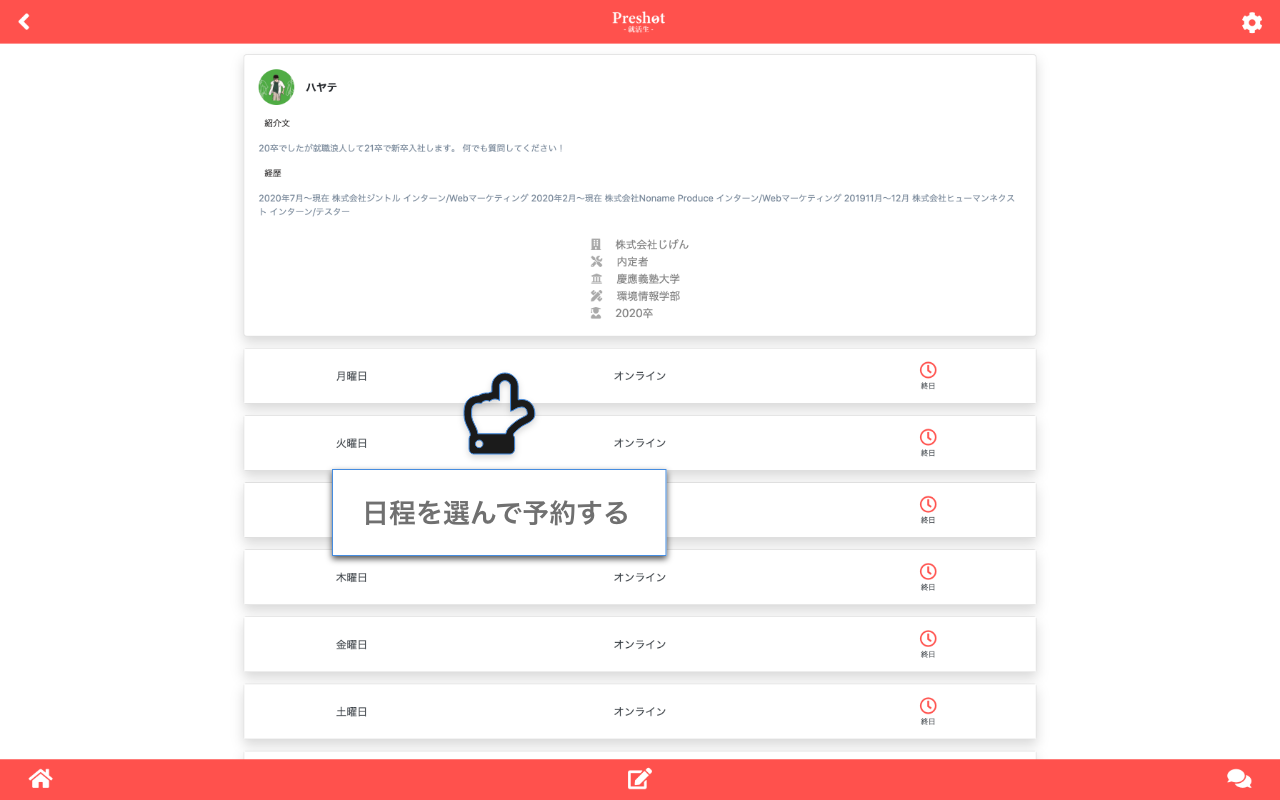 Preshot
- 就活生 -
ハヤテ
紹介文
20卒でしたが就職浪人して21卒で新卒入社します。 何でも質問してください！
経歴
2020年7月〜現在 株式会社ジントル インターン/Webマーケティング 2020年2月〜現在 株式会社Noname Produce インターン/Webマーケティング 201911月〜12月 株式会社ヒューマンネクス
ト インターン/テスター
株式会社じげん
内定者
慶應義塾大学
環境情報学部
2020卒
月曜日 オンライン 終日
火曜日 オンライン 終日
日程を選んで予約する
終日
木曜日 オンライン 終日
金曜日 オンライン 終日
土曜日 オンライン 終日